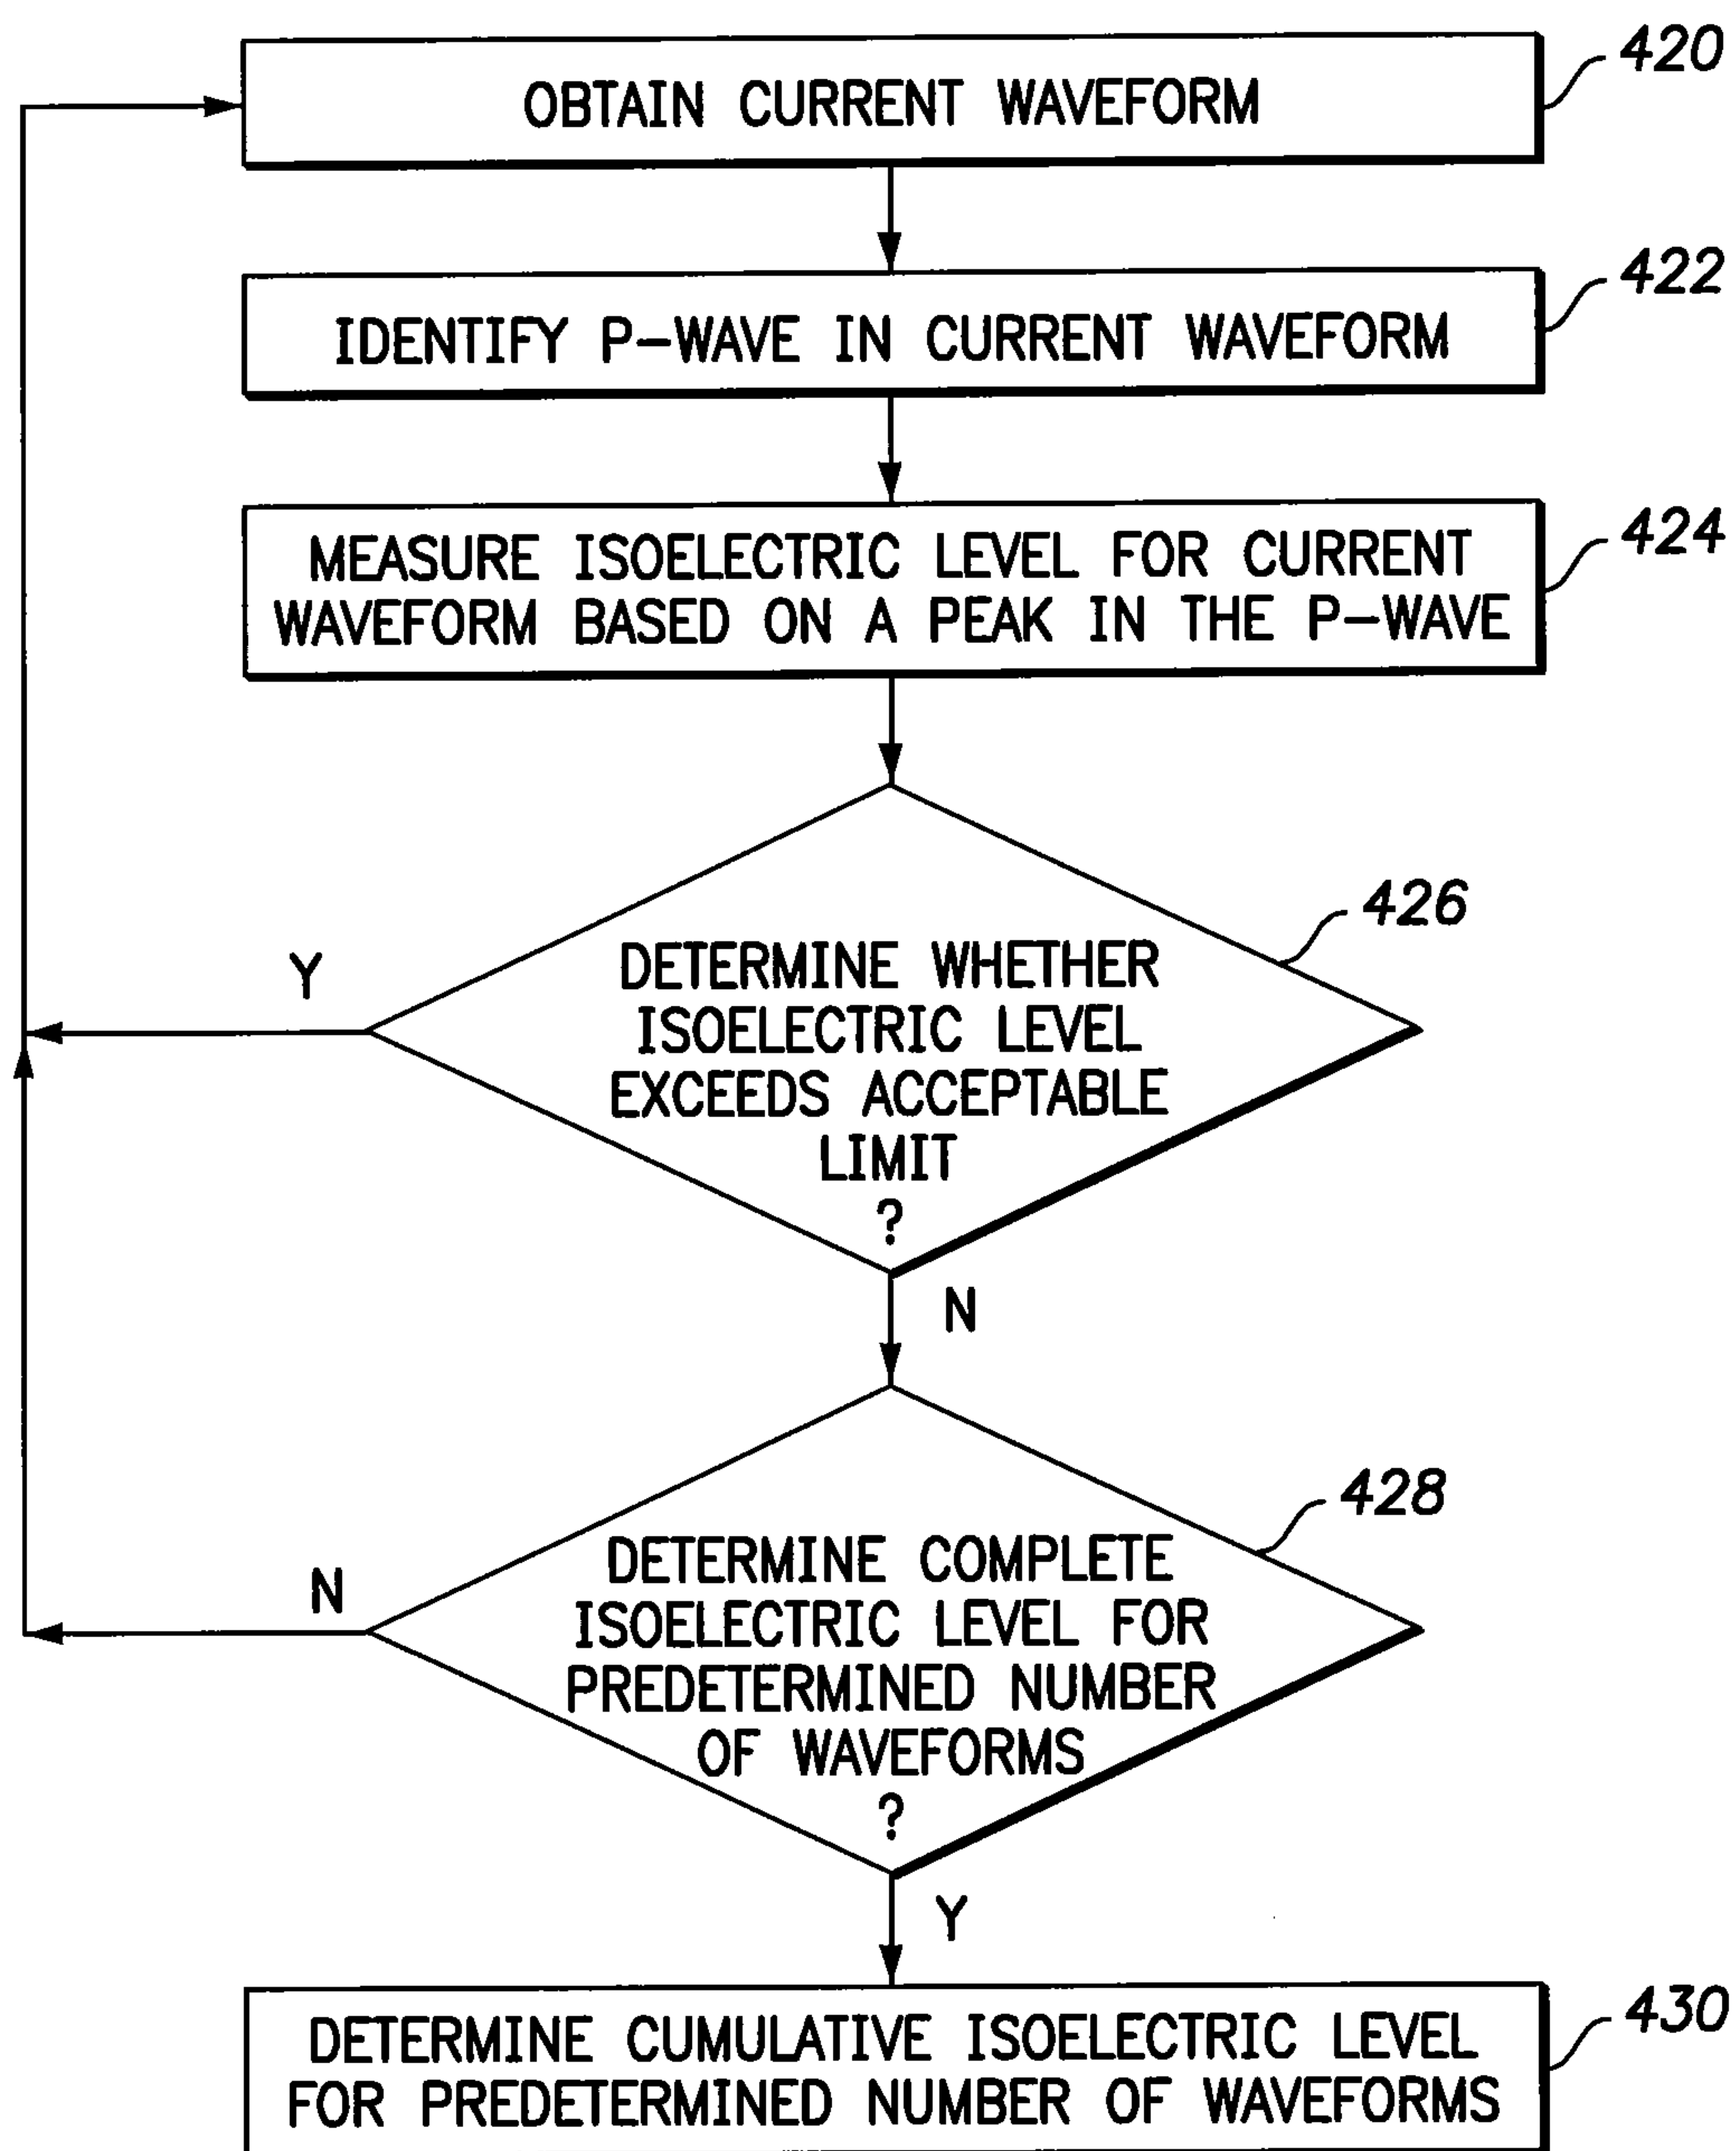 OBTAIN CURRENT WAVEFORM
420
IDENTIFY P-WAVE IN CURRENT WAVEFORM
422
MEASURE ISOELECTRIC LEVEL FOR CURRENT
WAVEFORM BASED ON A PEAK IN THE P-WAVE
424
DETERMINE WHETHER
ISOELECTRIC LEVEL
EXCEEDS ACCEPTABLE
LIMIT
?
426
Y
N
DETERMINE COMPLETE
ISOELECTRIC LEVEL FOR
PREDETERMINED NUMBER
OF WAVEFORMS
?
428
N
Y
DETERMINE CUMULATIVE ISOELECTRIC LEVEL
FOR PREDETERMINED NUMBER OF WAVEFORMS
430